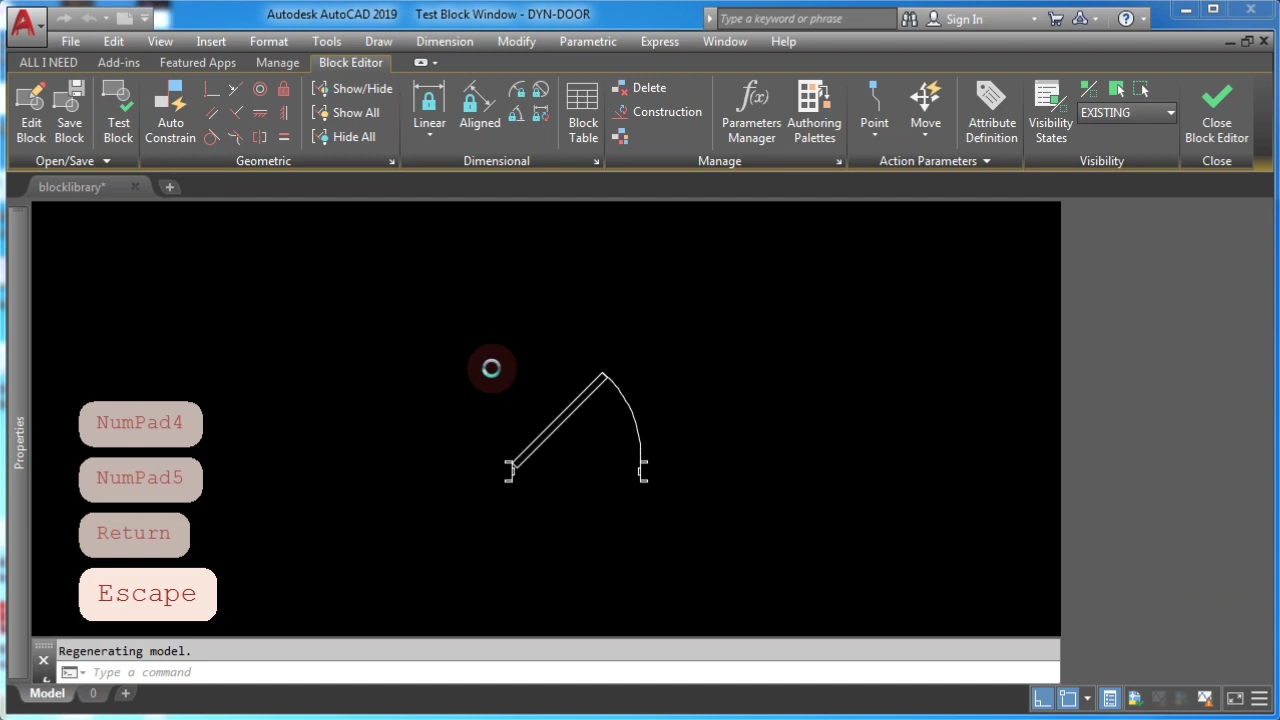 Autodesk AutoCAD 2019 Test Block Window - DYN-DOOR
Type a keyword or phrase
Sign In
File Edit View Insert Format Tools Draw Dimension Modify Parametric Express Window Help
ALL I NEED Add-ins Featured Apps Manage Block Editor
Edit Block
Save Block
Test Block
Auto Constrain
Show/Hide
Show All
Hide All
Linear
Aligned
Block Table
Delete
Construction
Parameters Manager
Authoring Palettes
Point
Move
Attribute Definition
Visibility States
EXISTING
Close Block Editor
Open/Save Geometric Dimensional Manage Action Parameters Visibility Close
blocklibrary*
Properties
NumPad4
NumPad5
Return
Escape
Regenerating model.
Type a command
Model 0